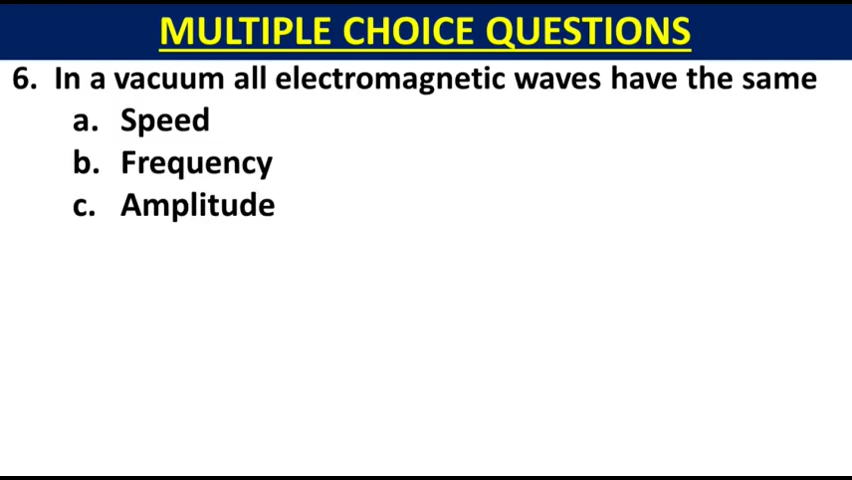 MULTIPLE CHOICE QUESTIONS
6. In a vacuum all electromagnetic waves have the same
a. Speed
b. Frequency
c. Amplitude